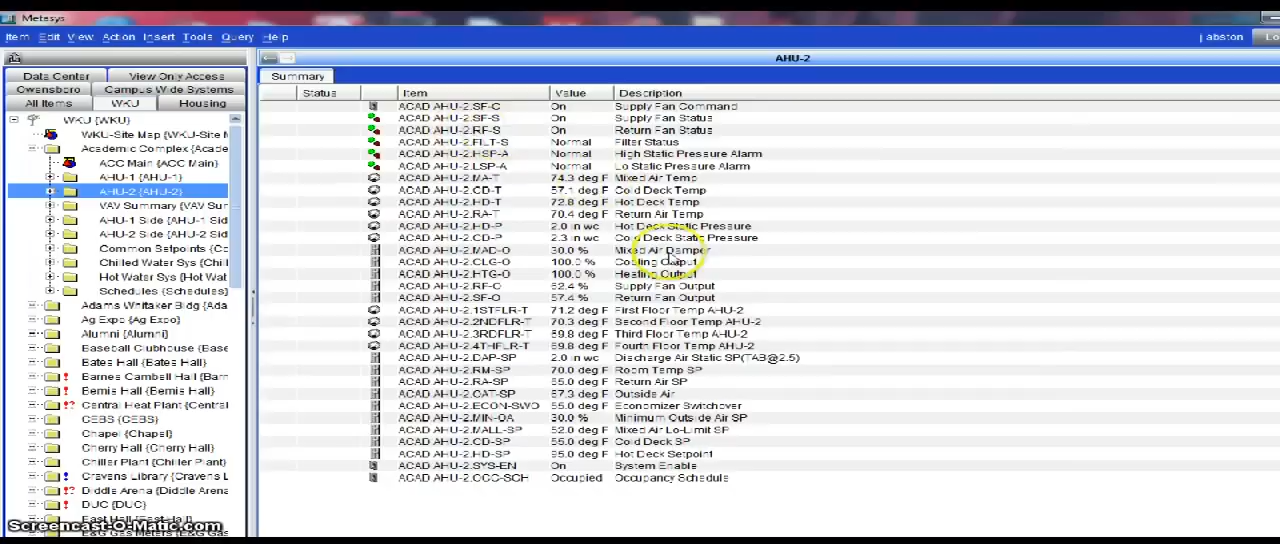 Metasys
Item Edit View Action Insert Tools Query Help
jabston
Lo
AHU-2
Data Center View Only Access
Owensboro Campus Wide Systems
All Items WKU Housing
Summary
Status Item Value Description
WKU {WKU}
WKU-Site Map {WKU-Site M
Academic Complex {Acade
ACC Main {ACC Main}
AHU-1 {AHU-1}
AHU-2 {AHU-2}
VAV Summary {VAV Sum
AHU-1 Side {AHU-1 Sid
AHU-2 Side {AHU-2 Sid
Common Setpoints {Comm
Chilled Water Sys {Chil
Hot Water Sys {Hot Wat
Schedules {Schedules}
Adams Whitaker Bldg {Adams
Ag Expo {Ag Expo}
Alumni {Alumni}
Baseball Clubhouse {Baseball
Bates Hall {Bates Hall}
Barnes Cambell Hall {Barn
Bemis Hall {Bemis Hall}
Central Heat Plant {Central
CEBS {CEBS}
Chapel {Chapel}
Cherry Hall {Cherry Hall}
Chiller Plant {Chiller Plant}
Cravens Library {Cravens L
Diddle Arena {Diddle Arena
DUC {DUC}
East Hall {East Hall}
E&G Gas Meters {E&G Gas
ACAD AHU-2.SF-C On Supply Fan Command
ACAD AHU-2.SF-S On Supply Fan Status
ACAD AHU-2.RF-S On Return Fan Status
ACAD AHU-2.FILT-S Normal Filter Status
ACAD AHU-2.HSP-A Normal High Static Pressure Alarm
ACAD AHU-2.LSP-A Normal Lo Static Pressure Alarm
ACAD AHU-2.MA-T 74.3 deg F Mixed Air Temp
ACAD AHU-2.CD-T 57.1 deg F Cold Deck Temp
ACAD AHU-2.HD-T 72.8 deg F Hot Deck Temp
ACAD AHU-2.RA-T 70.4 deg F Return Air Temp
ACAD AHU-2.HD-P 2.0 in wc Hot Deck Static Pressure
ACAD AHU-2.CD-P 2.3 in wc Cold Deck Static Pressure
ACAD AHU-2.MAD-O 30.0 % Mixed Air Damper
ACAD AHU-2.CLG-O 100.0 % Cooling Output
ACAD AHU-2.HTG-O 100.0 % Heating Output
ACAD AHU-2.RF-O 62.4 % Supply Fan Output
ACAD AHU-2.SF-O 57.4 % Return Fan Output
ACAD AHU-2.1STFLR-T 71.2 deg F First Floor Temp AHU-2
ACAD AHU-2.2NDFLR-T 70.3 deg F Second Floor Temp AHU-2
ACAD AHU-2.3RDFLR-T 69.8 deg F Third Floor Temp AHU-2
ACAD AHU-2.4THFLR-T 69.8 deg F Fourth Floor Temp AHU-2
ACAD AHU-2.DAP-SP 2.0 in wc Discharge Air Static SP(TAB@2.5)
ACAD AHU-2.RM-SP 70.0 deg F Room Temp SP
ACAD AHU-2.RA-SP 65.0 deg F Return Air SP
ACAD AHU-2.OAT-SP 67.3 deg F Outside Air
ACAD AHU-2.ECON-SWO 55.0 deg F Economizer Switchover
ACAD AHU-2.MIN-OA 30.0 % Minimum Outside Air SP
ACAD AHU-2.MALL-SP 52.0 deg F Mixed Air Lo-Limit SP
ACAD AHU-2.CD-SP 55.0 deg F Cold Deck SP
ACAD AHU-2.HD-SP 95.0 deg F Hot Deck Setpoint
ACAD AHU-2.SYS-EN On System Enable
ACAD AHU-2.OCC-SCH Occupied Occupancy Schedule
Screencast-O-Matic.com